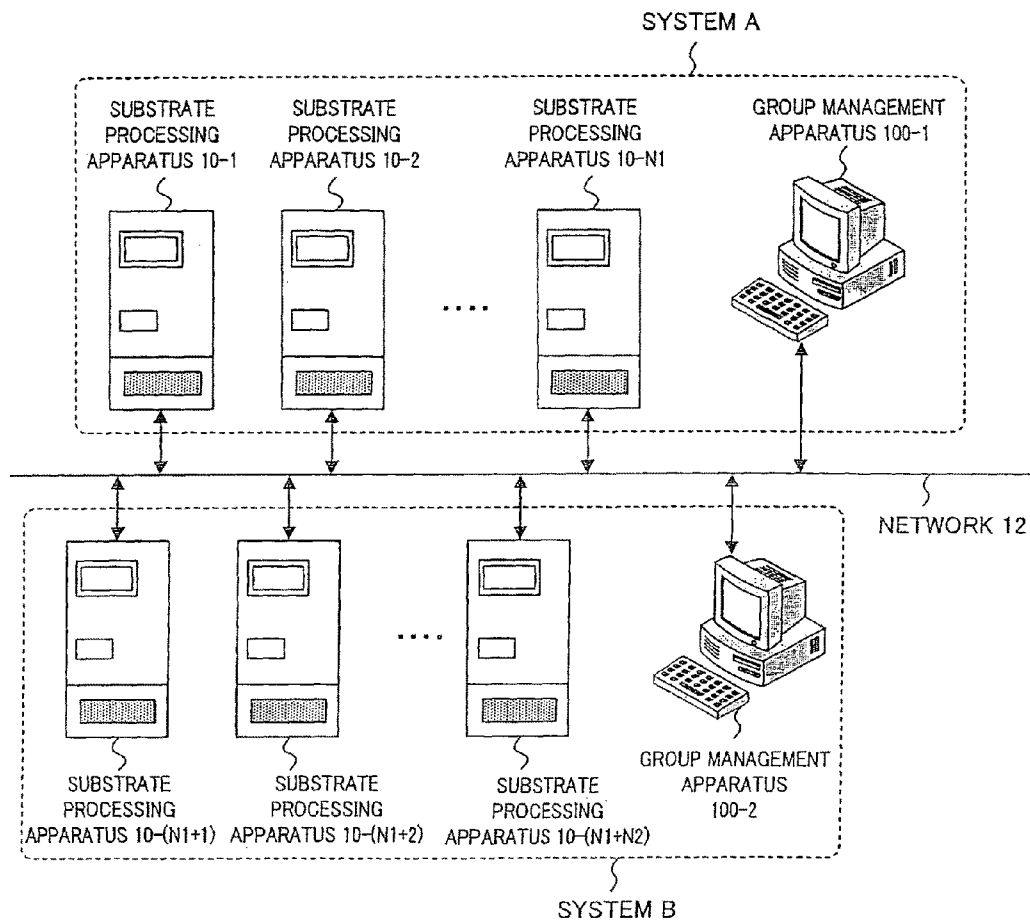 SYSTEM A
SUBSTRATE
PROCESSING
APPARATUS 10-1
SUBSTRATE
PROCESSING
APPARATUS 10-2
SUBSTRATE
PROCESSING
APPARATUS 10-N1
GROUP MANAGEMENT
APPARATUS 100-1
NETWORK 12
SUBSTRATE
PROCESSING
APPARATUS 10-(N1+1)
SUBSTRATE
PROCESSING
APPARATUS 10-(N1+2)
SUBSTRATE
PROCESSING
APPARATUS 10-(N1+N2)
GROUP MANAGEMENT
APPARATUS
100-2
SYSTEM B